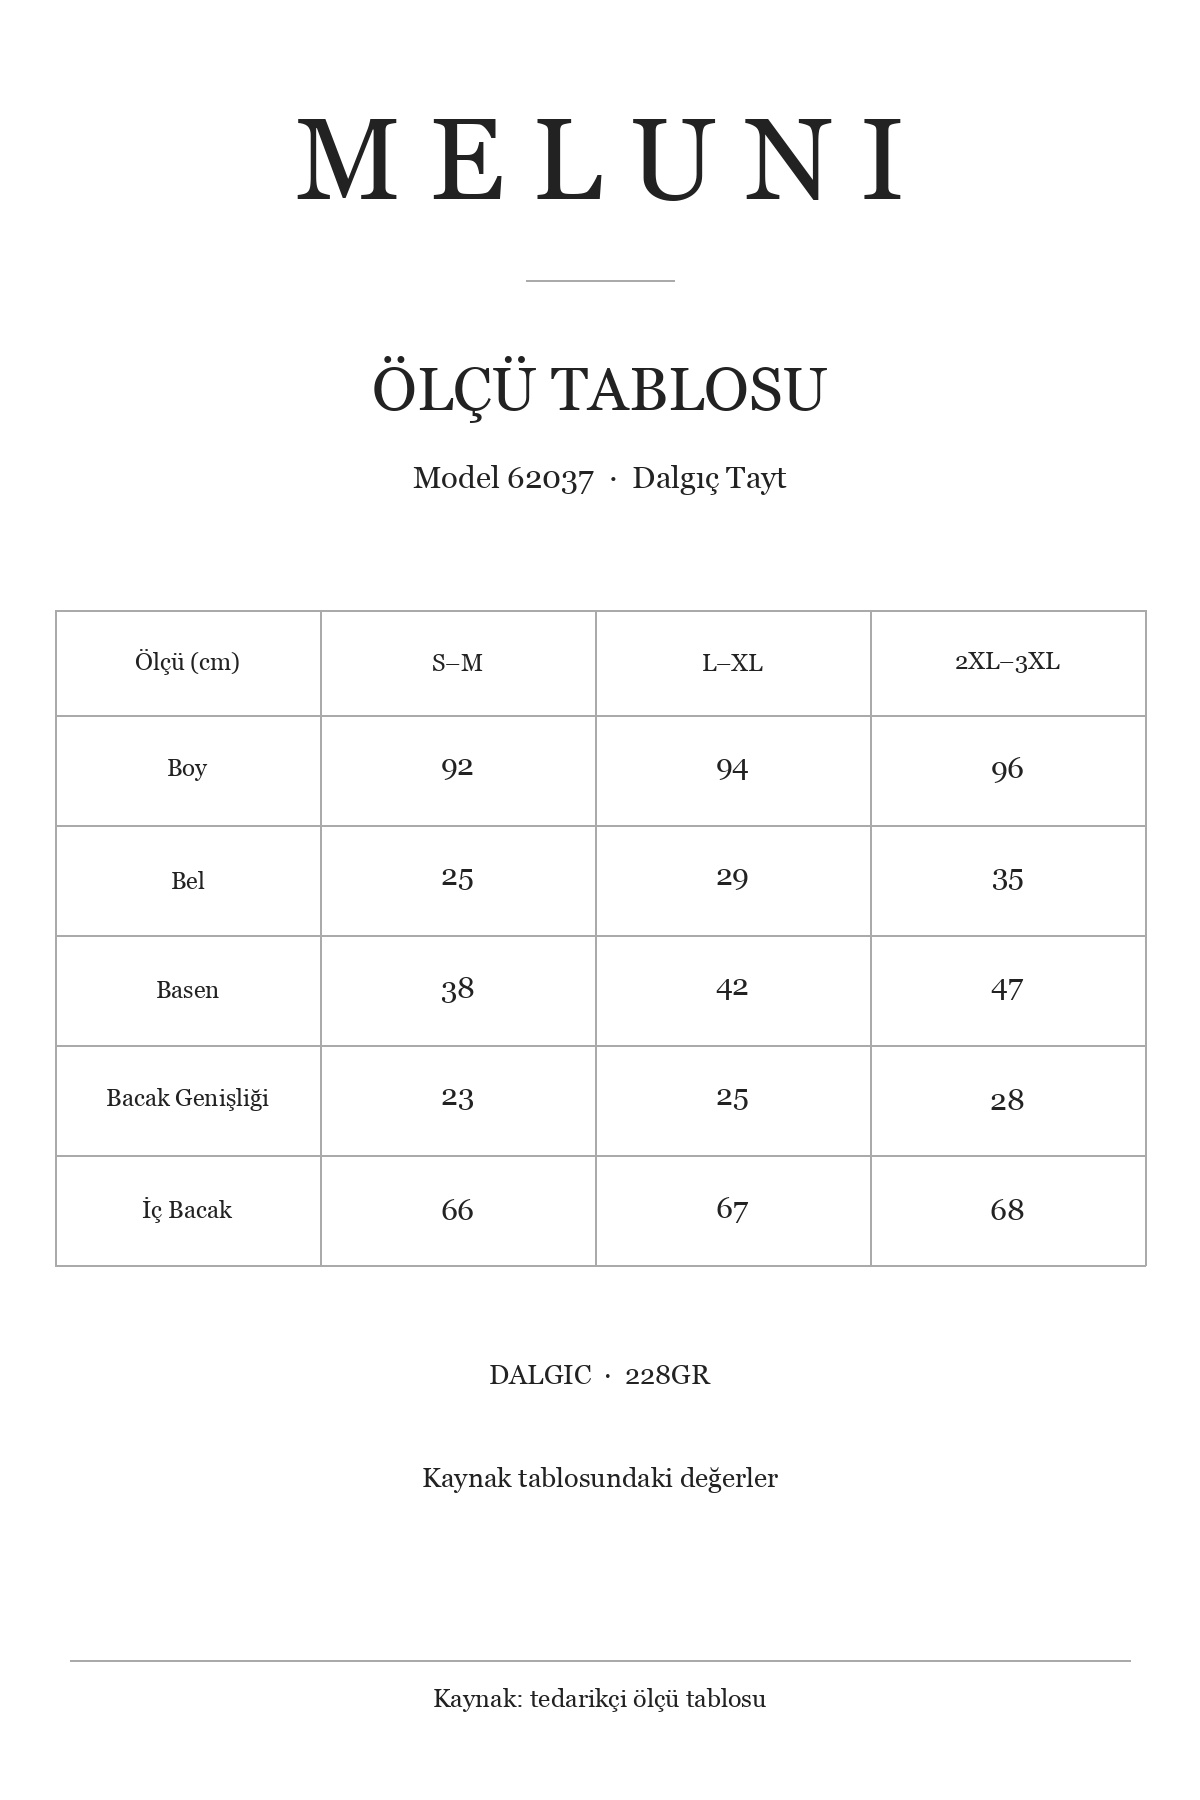 MELUNI
ÖLÇÜ TABLOSU
Model 62037 · Dalgıç Tayt
Ölçü (cm) S–M L–XL 2XL–3XL
Boy 92 94 96
Bel 25 29 35
Basen 38 42 47
Bacak Genişliği 23 25 28
İç Bacak 66 67 68
DALGIC · 228GR
Kaynak tablosundaki değerler
Kaynak: tedarikçi ölçü tablosu